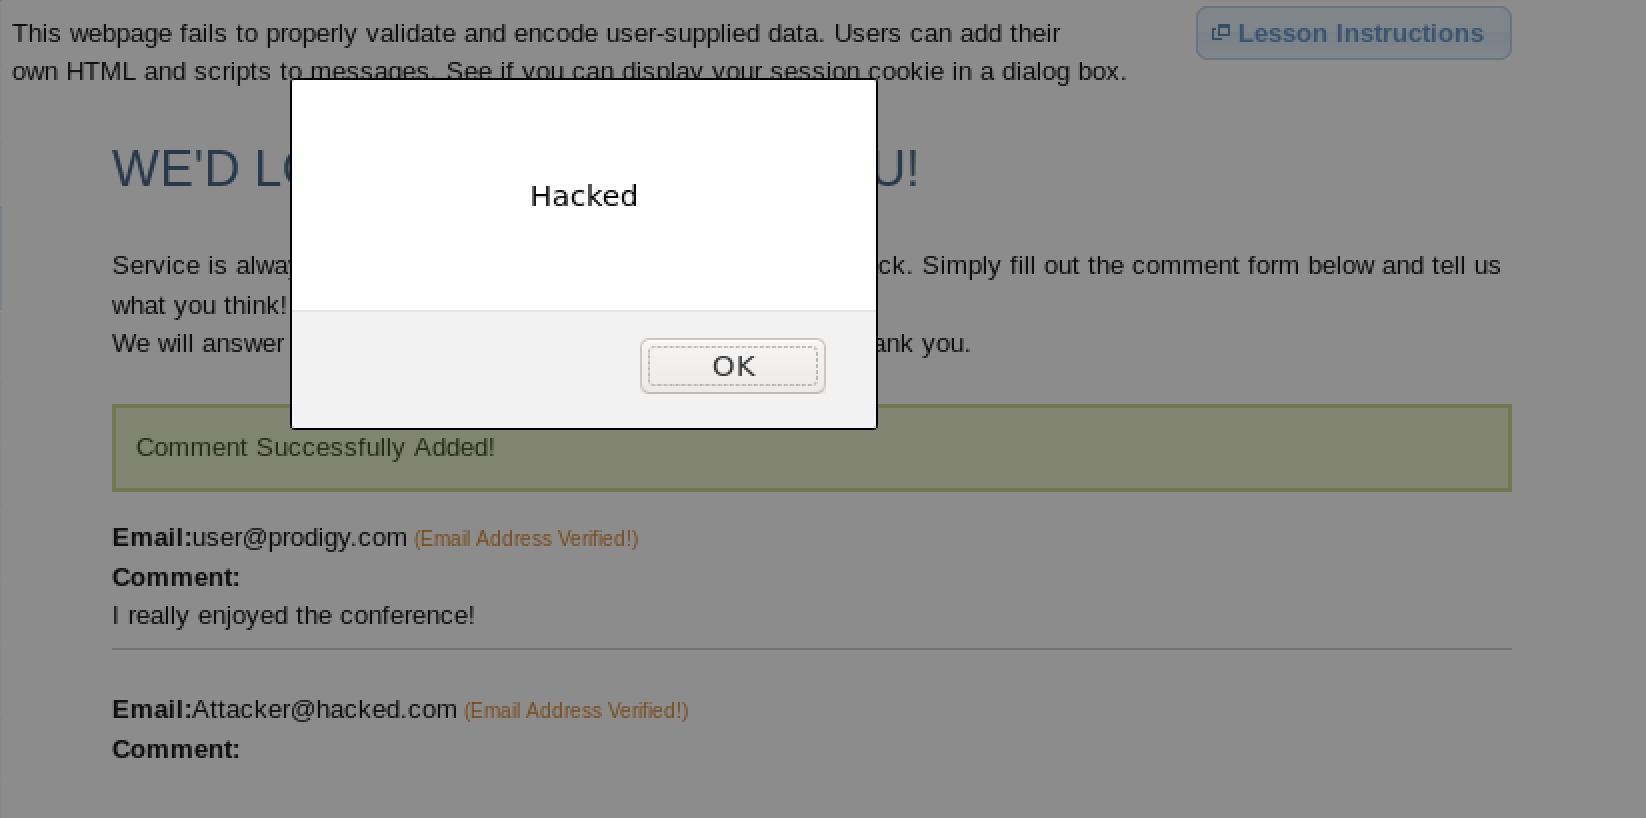 This webpage fails to properly validate and encode user-supplied data. Users can add their
own HTML and scripts to messages. See if you can display your session cookie in a dialog box.
Lesson Instructions
WE'D U!
Hacked
Service is ck. Simply fill out the comment form below and tell us
what you think!
We will answer ank you.
OK
Comment Successfully Added!
Email:user@prodigy.com (Email Address Verified!)
Comment:
I really enjoyed the conference!
Email:Attacker@hacked.com (Email Address Verified!)
Comment: